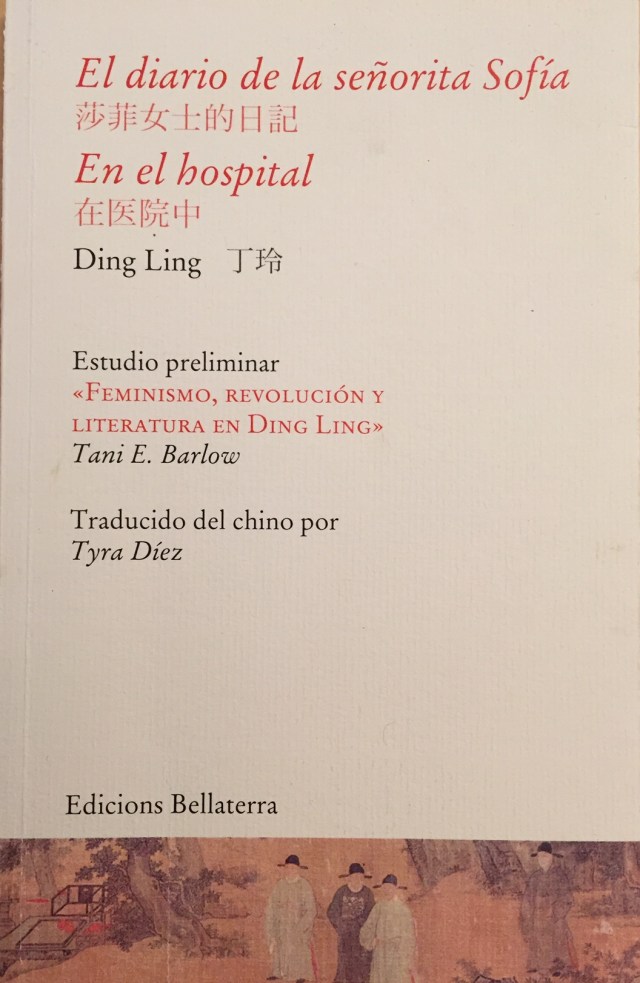 El diario de la señorita Sofía
莎菲女士的日記
En el hospital
在医院中
Ding Ling 丁玲
Estudio preliminar
«Feminismo, revolución y
literatura en Ding Ling»
Tani E. Barlow
Traducido del chino por
Tyra Díez
Edicions Bellaterra